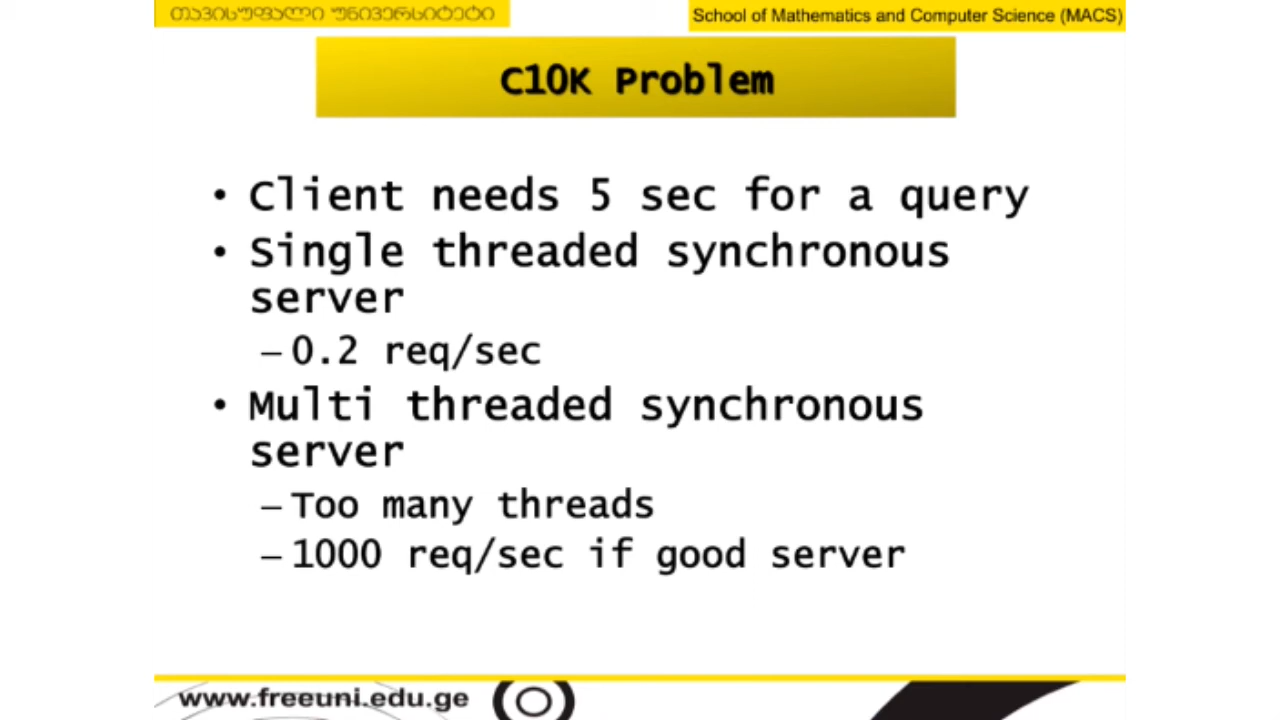 თავისუფალი უნივერსიტეტი
School of Mathematics and Computer Science (MACS)
C10K Problem
• Client needs 5 sec for a query
• Single threaded synchronous
server
– 0.2 req/sec
• Multi threaded synchronous
server
– Too many threads
– 1000 req/sec if good server
www.freeuni.edu.ge